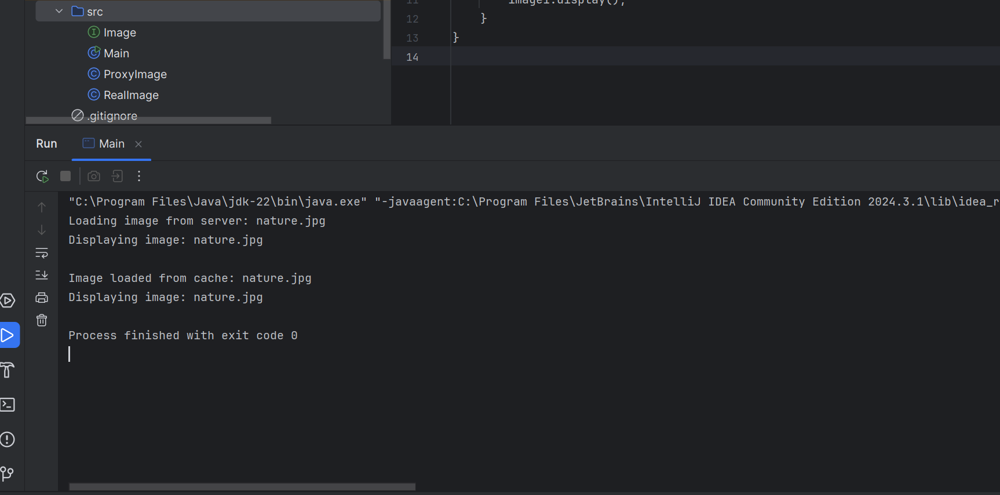 src
Image
Main
ProxyImage
RealImage
.gitignore
11 image1.display();
12 }
13 }
14
Run Main
"C:\Program Files\Java\jdk-22\bin\java.exe" "-javaagent:C:\Program Files\JetBrains\IntelliJ IDEA Community Edition 2024.3.1\lib\idea_r
Loading image from server: nature.jpg
Displaying image: nature.jpg
Image loaded from cache: nature.jpg
Displaying image: nature.jpg
Process finished with exit code 0